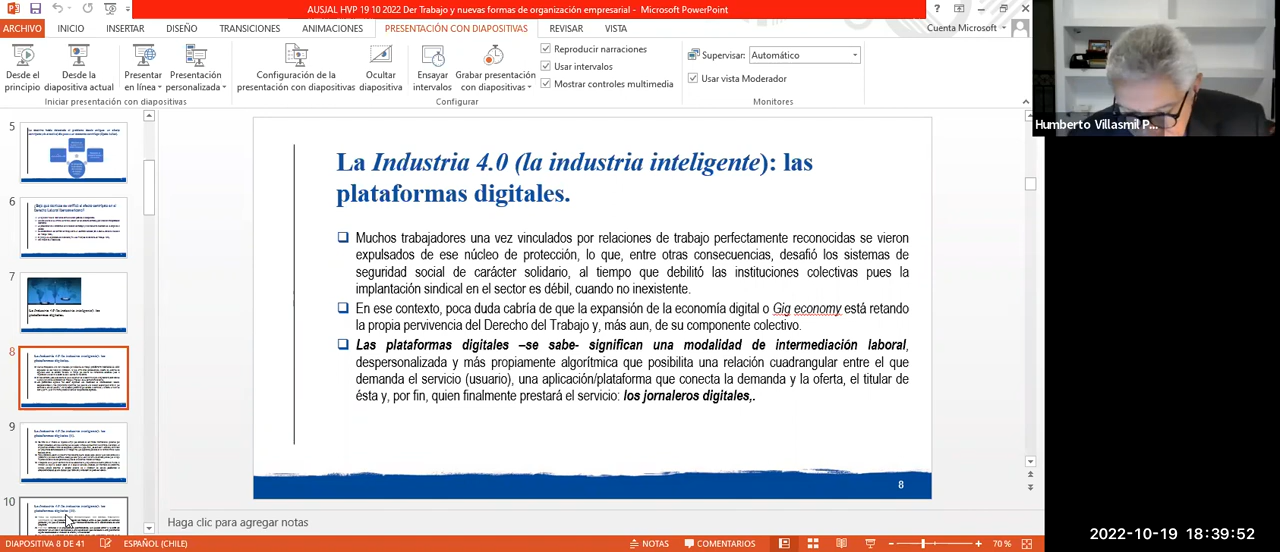 AUSJAL HVP 19 10 2022 Der Trabajo y nuevas formas de organización empresarial - Microsoft PowerPoint
ARCHIVO INICIO INSERTAR DISEÑO TRANSICIONES ANIMACIONES PRESENTACIÓN CON DIAPOSITIVAS REVISAR VISTA Cuenta Microsoft
Desde el principio
Desde la diapositiva actual
Presentar en línea
Presentación personalizada
Iniciar presentación con diapositivas
Configuración de la presentación con diapositivas
Ocultar diapositiva
Ensayar intervalos
Grabar presentación con diapositivas
Reproducir narraciones
Usar intervalos
Mostrar controles multimedia
Configurar
Supervisar: Automático
Usar vista Moderador
Monitores
Humberto Villasmil P...
5
6
7
8
9
10
La Industria 4.0 (la industria inteligente): las
plataformas digitales.
Muchos trabajadores una vez vinculados por relaciones de trabajo perfectamente reconocidas se vieron
expulsados de ese núcleo de protección, lo que, entre otras consecuencias, desafió los sistemas de
seguridad social de carácter solidario, al tiempo que debilitó las instituciones colectivas pues la
implantación sindical en el sector es débil, cuando no inexistente.
En ese contexto, poca duda cabría de que la expansión de la economía digital o Gig economy está retando
la propia pervivencia del Derecho del Trabajo y, más aun, de su componente colectivo.
Las plataformas digitales –se sabe- significan una modalidad de intermediación laboral,
despersonalizada y más propiamente algorítmica que posibilita una relación cuadrangular entre el que
demanda el servicio (usuario), una aplicación/plataforma que conecta la demanda y la oferta, el titular de
ésta y, por fin, quien finalmente prestará el servicio: los jornaleros digitales,.
8
Haga clic para agregar notas
DIAPOSITIVA 8 DE 41 ESPAÑOL (CHILE) NOTAS COMENTARIOS 70 %
2022-10-19 18:39:52